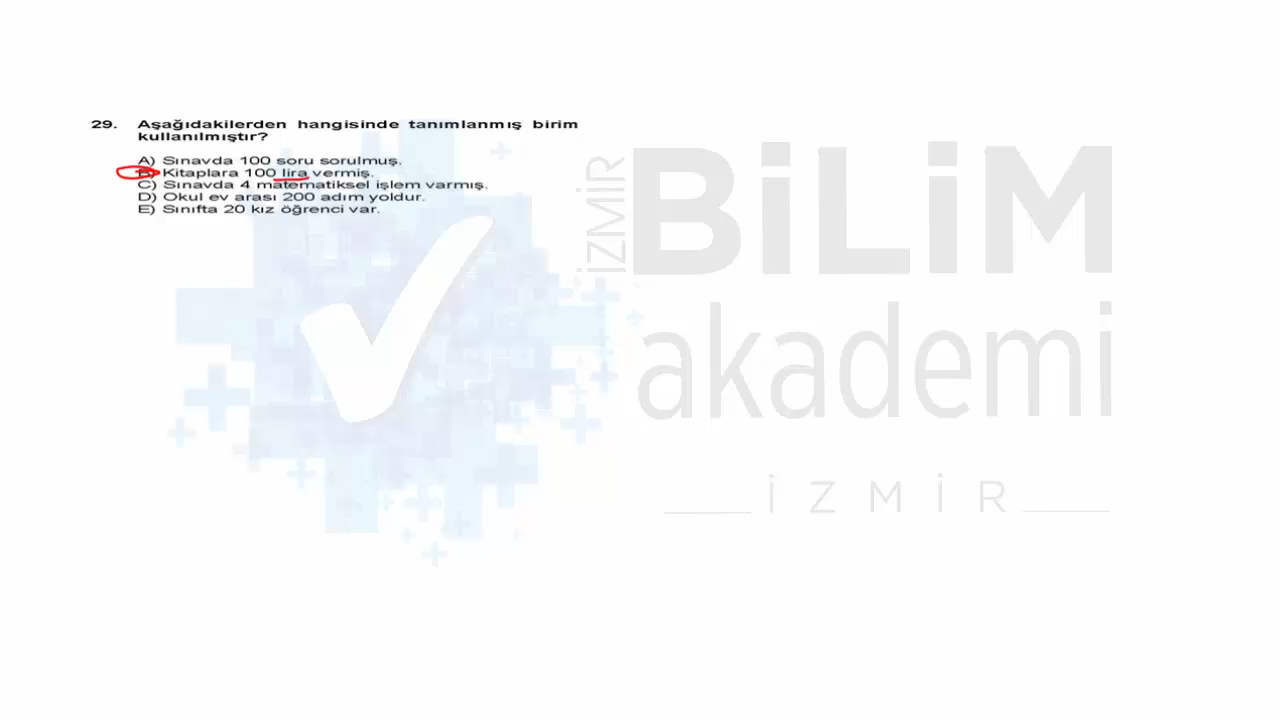 29. Aşağıdakilerden hangisinde tanımlanmış birim
kullanılmıştır?
A) Sınavda 100 soru sorulmuş.
B) Kitaplara 100 lira vermiş.
C) Sınavda 4 matematiksel işlem varmış.
D) Okul ev arası 200 adım yoldur.
E) Sınıfta 20 kız öğrenci var.
İZMİR
BiLiM
akademi
İZMİR